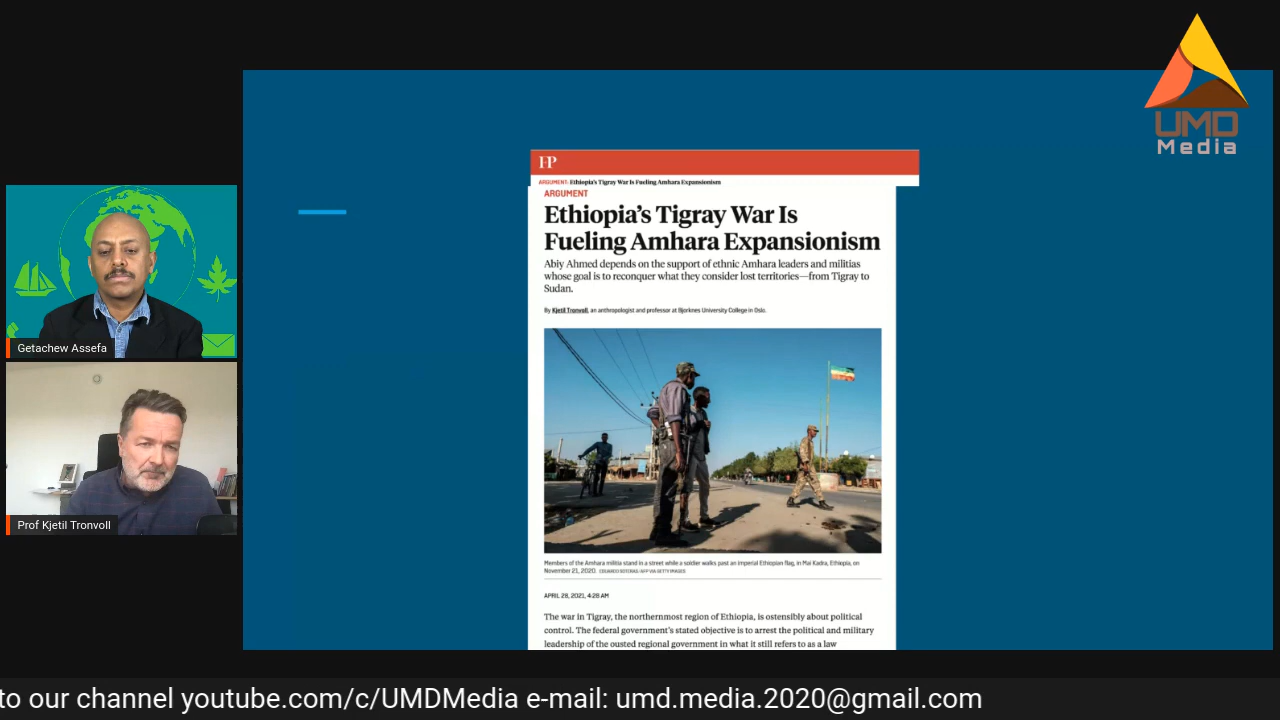 UMD
Media
FP
ARGUMENT: Ethiopia's Tigray War Is Fueling Amhara Expansionism
ARGUMENT
Ethiopia's Tigray War Is
Fueling Amhara Expansionism
Abiy Ahmed depends on the support of ethnic Amhara leaders and militias
whose goal is to reconquer what they consider lost territories—from Tigray to
Sudan.
By Kjetil Tronvoll, an anthropologist and professor at Bjorknes University College in Oslo.
Members of the Amhara militia stand in a street while a soldier walks past an imperial Ethiopian flag, in Mai Kadra, Ethiopia, on
November 21, 2020. EDUARDO SOTERAS/AFP VIA GETTY IMAGES
APRIL 28, 2021, 4:28 AM
The war in Tigray, the northernmost region of Ethiopia, is ostensibly about political
control. The federal government's stated objective is to arrest the political and military
leadership of the ousted regional government in what it still refers to as a law
Getachew Assefa
Prof Kjetil Tronvoll
to our channel youtube.com/c/UMDMedia e-mail: umd.media.2020@gmail.com